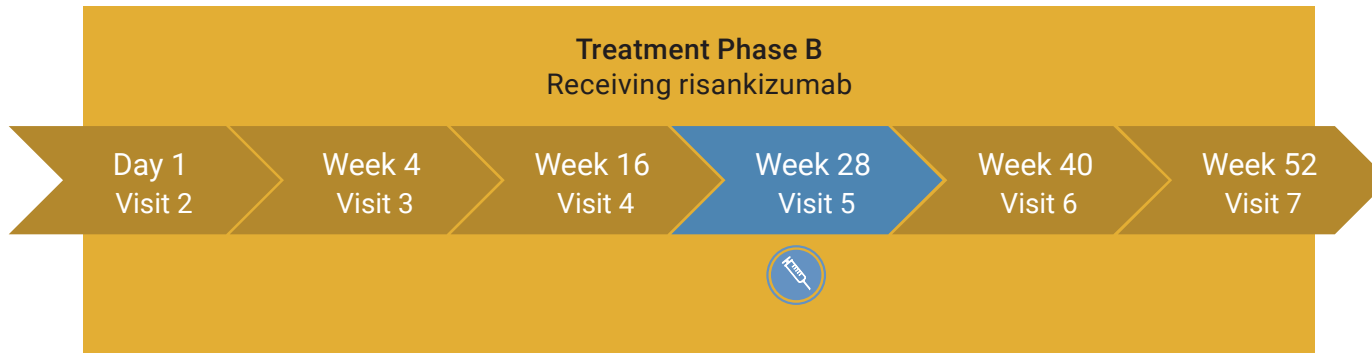 Treatment Phase B
Receiving risankizumab
Day 1
Visit 2
Week 4
Visit 3
Week 16
Visit 4
Week 28
Visit 5
Week 40
Visit 6
Week 52
Visit 7